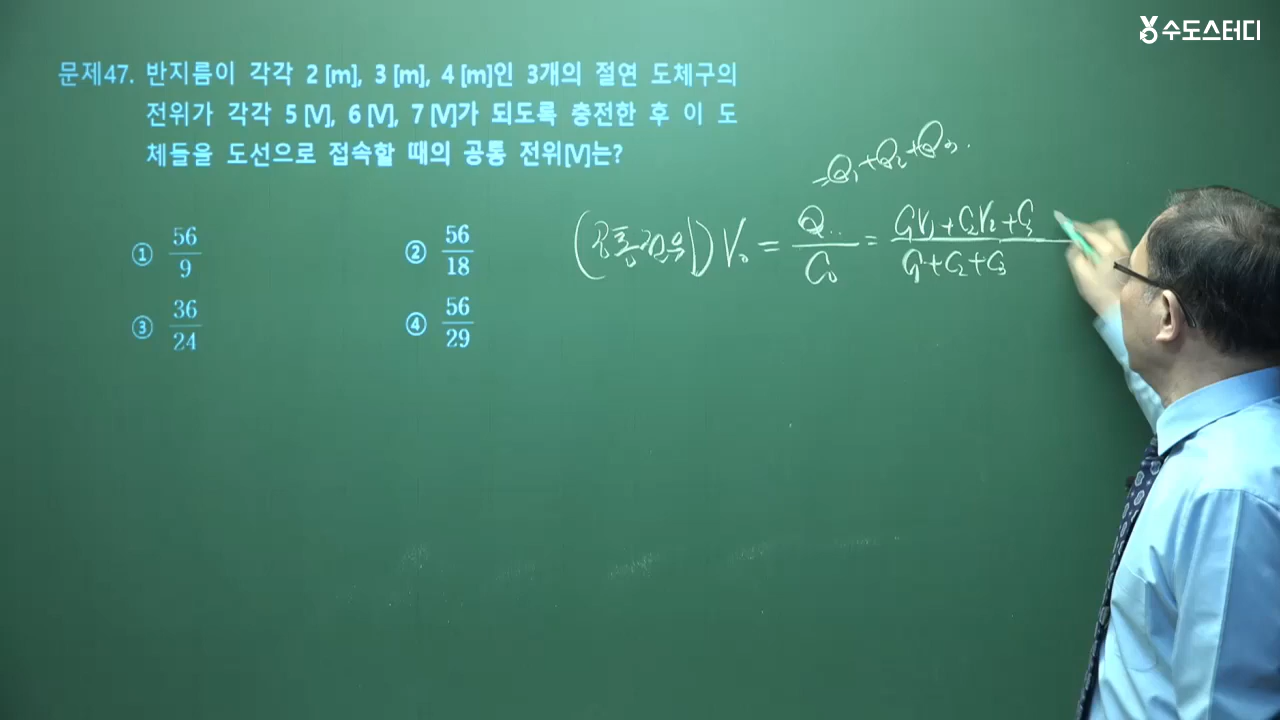 수도스터디
문제47. 반지름이 각각 2 [m], 3 [m], 4 [m]인 3개의 절연 도체구의
전위가 각각 5 [V], 6 [V], 7 [V]가 되도록 충전한 후 이 도
체들을 도선으로 접속할 때의 공통 전위[V]는?
① 56/9
② 56/18
③ 36/24
④ 56/29
= Q₁ + Q₂ + Q₃.
(공통전위) V₀ = Q/C₀ = C₁V₁ + C₂V₂ + C₃ / C₁ + C₂ + C₃